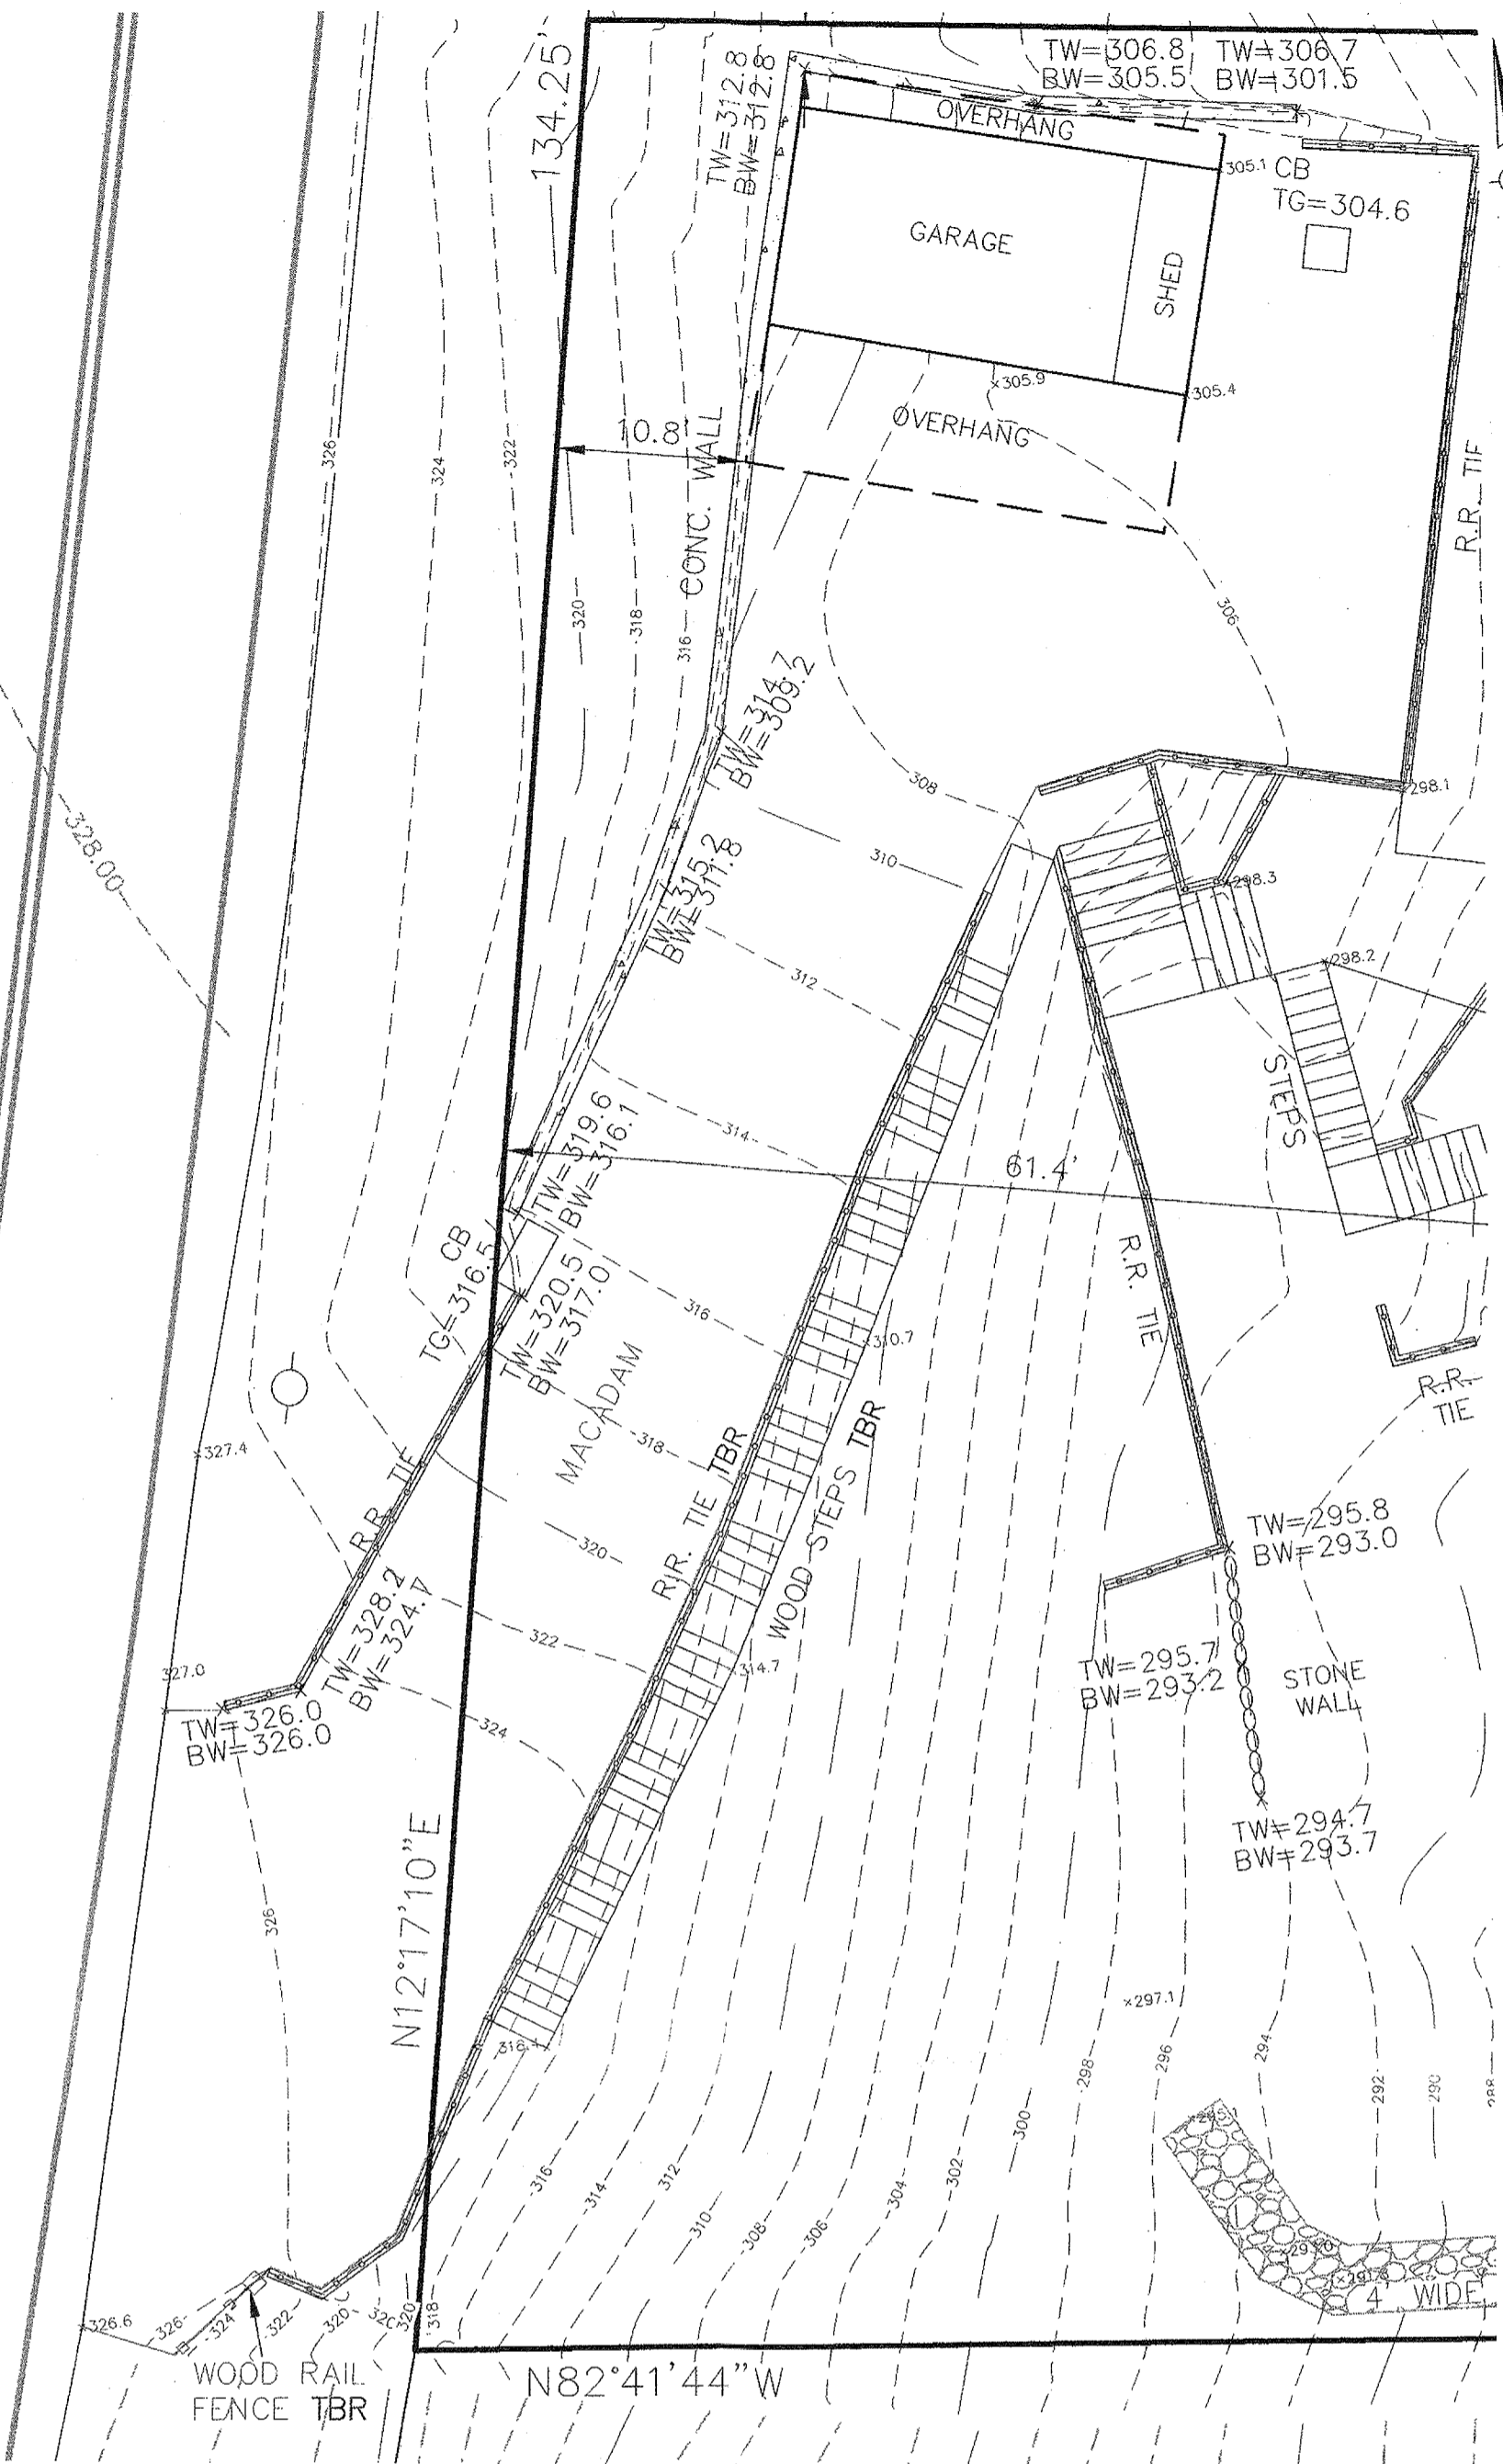 TW=306.8 TW=306.7
BW=305.5 BW=301.5
134.25'
TW=312.8
BW=312.8
OVERHANG
305.1
CB
TG=304.6
GARAGE
SHED
305.9
305.4
OVERHANG
10.8
CONC. WALL
326
324
322
320
318
316
R.R. TIE
306
TW=314.7
BW=309.2
308
298.1
328.00
310
TW=315.2
BW=311.8
298.3
312
298.2
STEPS
TW=319.6
BW=316.1
314
61.4'
CB
TG=316.5
R.R. TIE
TW=320.5
BW=317.0
316
310.7
MACADAM
R.R.
TIE
327.4
318
R.R. TIE TBR
WOOD STEPS TBR
R.R. TIE
320
TW=295.8
BW=293.0
TW=328.2
BW=324.7
322
327.0
314.7
TW=295.7
BW=293.2
STONE
WALL
TW=326.0
BW=326.0
324
TW=294.7
BW=293.7
326
N12°17'10"E
297.1
298
296
294
292
290
288
300
302
304
306
308
310
312
314
316
4' WIDE
326.6
326
324
322
320
320
318
WOOD RAIL
FENCE TBR
N82°41'44"W